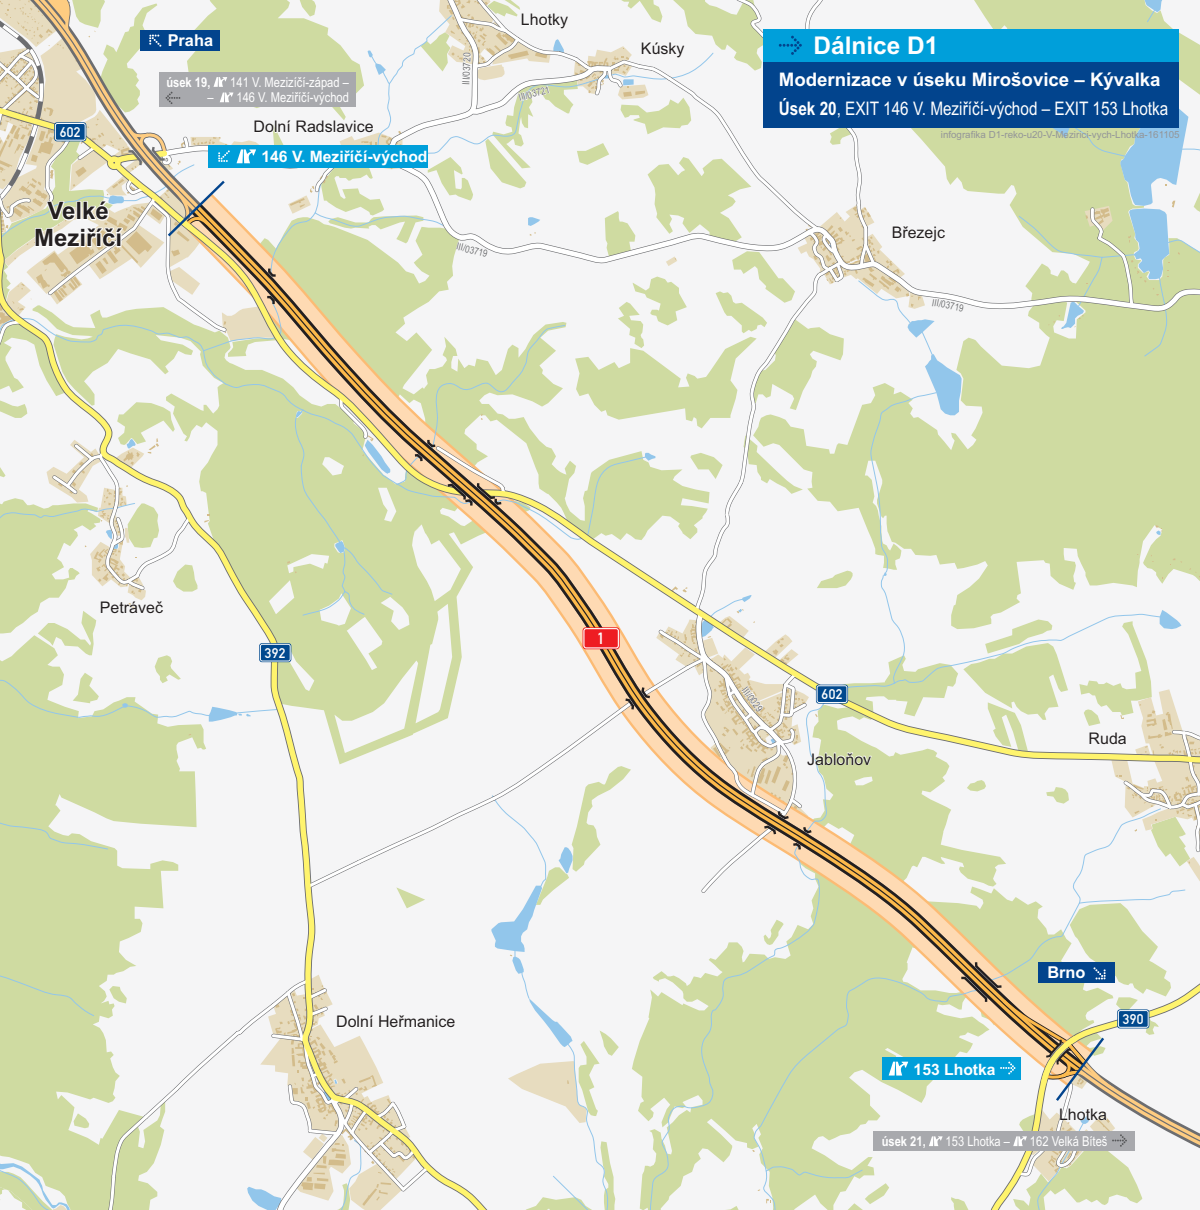 Dálnice D1
Modernizace v úseku Mirošovice – Kývalka
Úsek 20, EXIT 146 V. Meziříčí-východ – EXIT 153 Lhotka
infografika D1-reko-u20-V-Mezirici-vych-Lhotka-161105
Praha
úsek 19, 141 V. Mezizíčí-západ –
– 146 V. Meziříčí-východ
Lhotky
Kúsky
III/03720
III/03721
602
Dolní Radslavice
146 V. Meziříčí-východ
Velké
Meziříčí
III/03719
Březejc
III/03719
Petráveč
392
1
III/0029
602
Ruda
Jabloňov
Brno
Dolní Heřmanice
390
153 Lhotka
Lhotka
úsek 21, 153 Lhotka – 162 Velká Bíteš